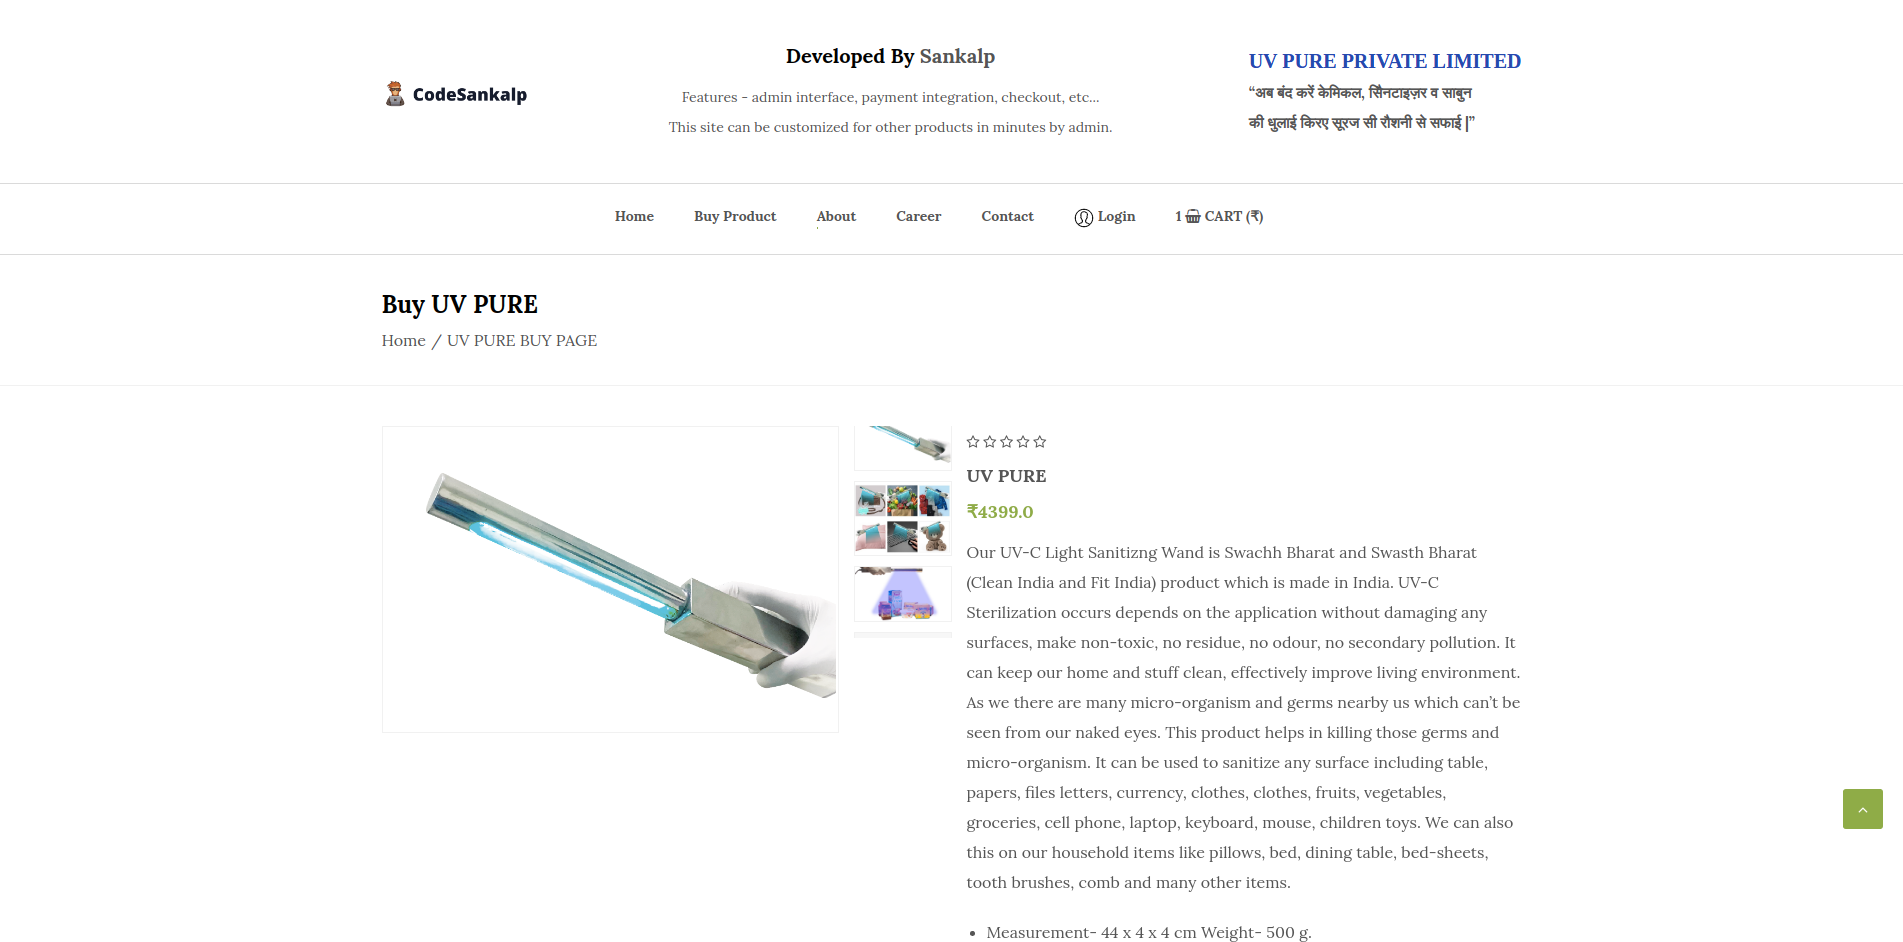 CodeSankalp
Developed By Sankalp
Features - admin interface, payment integration, checkout, etc...
This site can be customized for other products in minutes by admin.
UV PURE PRIVATE LIMITED
“अब बंद करें केमिकल, सैिनटाइज़र व साबुन
की धुलाई किरए सूरज सी रौशनी से सफाई |”
Home Buy Product About Career Contact Login 1 CART (₹)
Buy UV PURE
Home / UV PURE BUY PAGE
UV PURE
₹4399.0
Our UV-C Light Sanitizng Wand is Swachh Bharat and Swasth Bharat
(Clean India and Fit India) product which is made in India. UV-C
Sterilization occurs depends on the application without damaging any
surfaces, make non-toxic, no residue, no odour, no secondary pollution. It
can keep our home and stuff clean, effectively improve living environment.
As we there are many micro-organism and germs nearby us which can’t be
seen from our naked eyes. This product helps in killing those germs and
micro-organism. It can be used to sanitize any surface including table,
papers, files letters, currency, clothes, clothes, fruits, vegetables,
groceries, cell phone, laptop, keyboard, mouse, children toys. We can also
this on our household items like pillows, bed, dining table, bed-sheets,
tooth brushes, comb and many other items.
• Measurement- 44 x 4 x 4 cm Weight- 500 g.